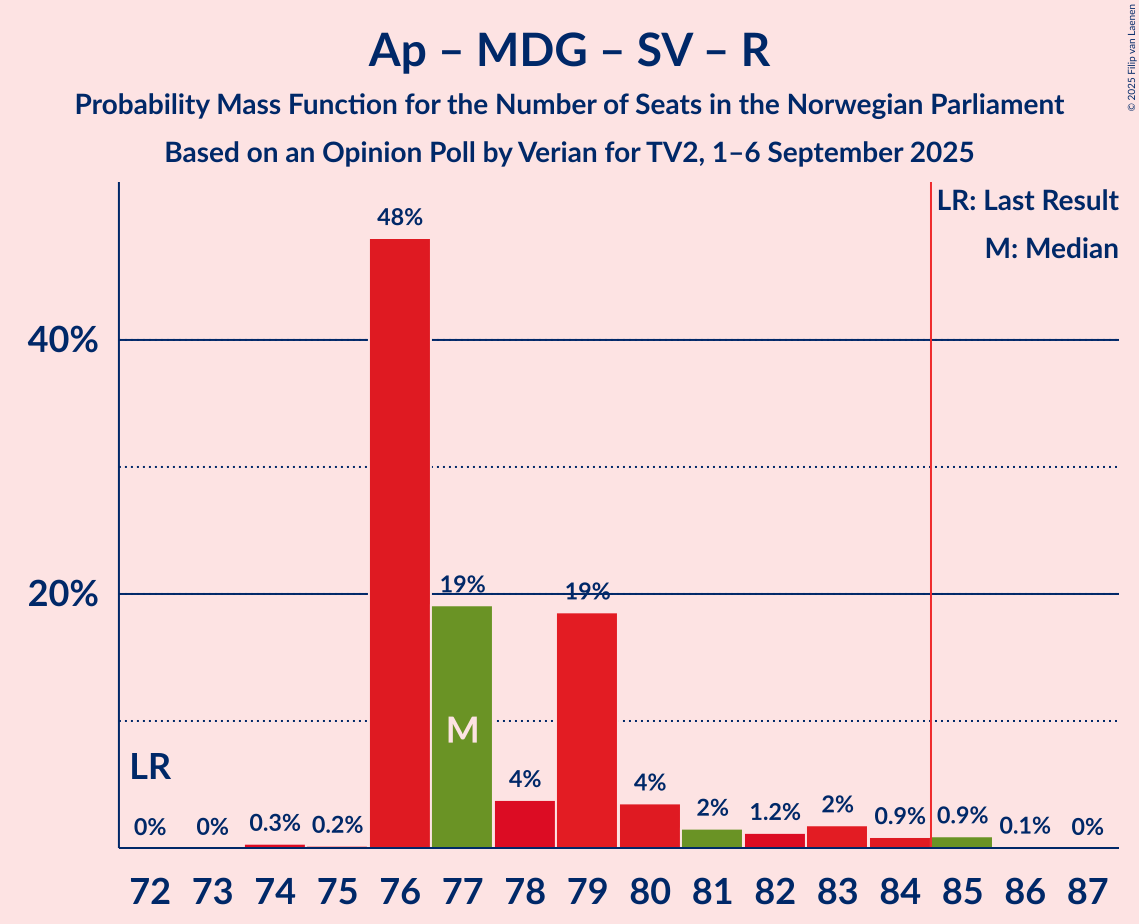 Ap – MDG – SV – R
Probability Mass Function for the Number of Seats in the Norwegian Parliament
Based on an Opinion Poll by Verian for TV2, 1–6 September 2025
© 2025 Filip van Laenen
LR: Last Result
M: Median
48%
40%
20%
19%
19%
M
LR
0%
0%
0.3%
0.2%
4%
4%
2%
1.2%
2%
0.9%
0.9%
0.1%
0%
72 73 74 75 76 77 78 79 80 81 82 83 84 85 86 87